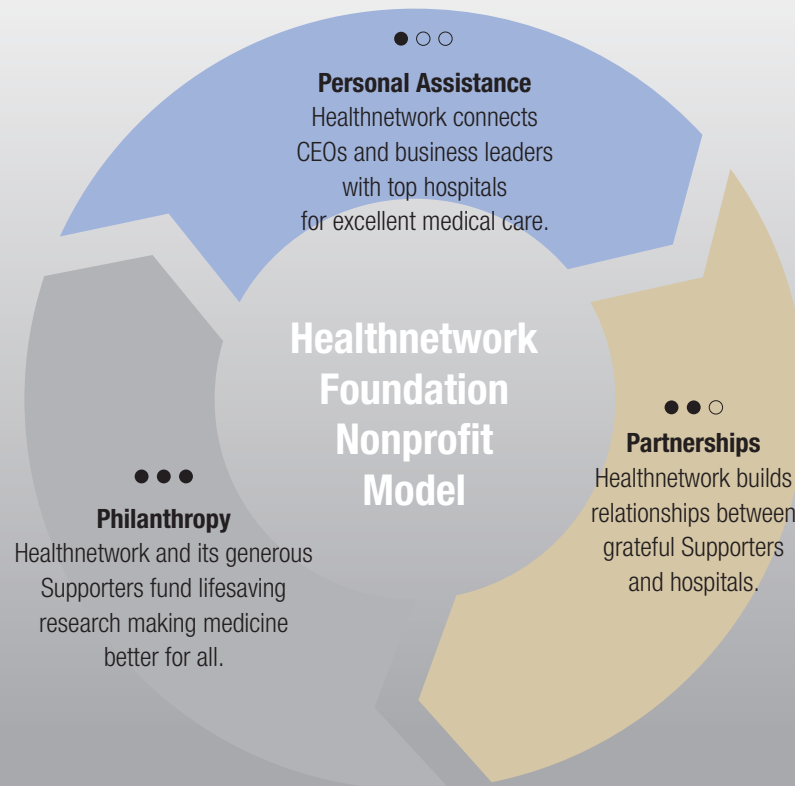 Personal Assistance
Healthnetwork connects
CEOs and business leaders
with top hospitals
for excellent medical care.
Healthnetwork
Foundation
Nonprofit
Model
Partnerships
Healthnetwork builds
relationships between
grateful Supporters
and hospitals.
Philanthropy
Healthnetwork and its generous
Supporters fund lifesaving
research making medicine
better for all.